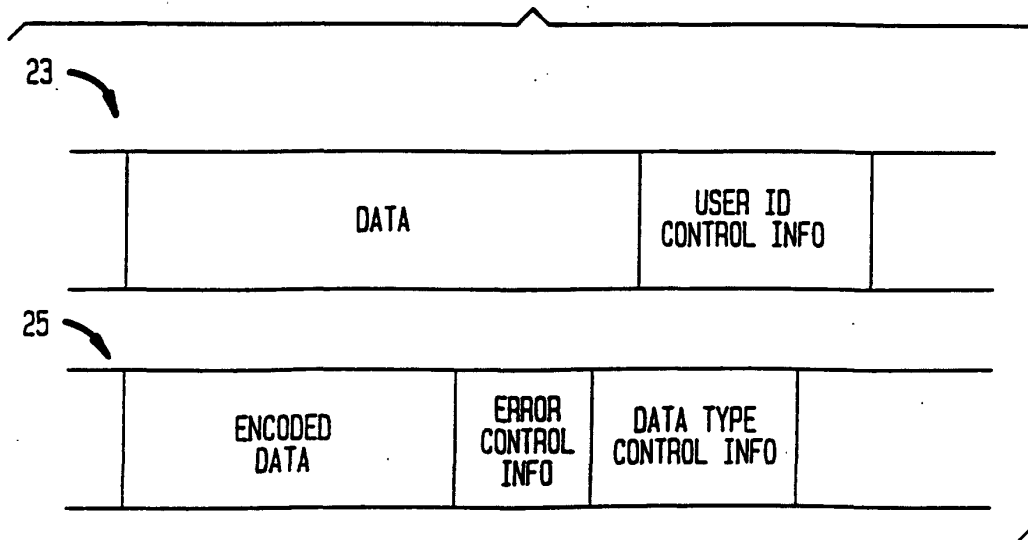 23
DATA
USER ID
CONTROL INFO
25
ENCODED
DATA
ERROR
CONTROL
INFO
DATA TYPE
CONTROL INFO